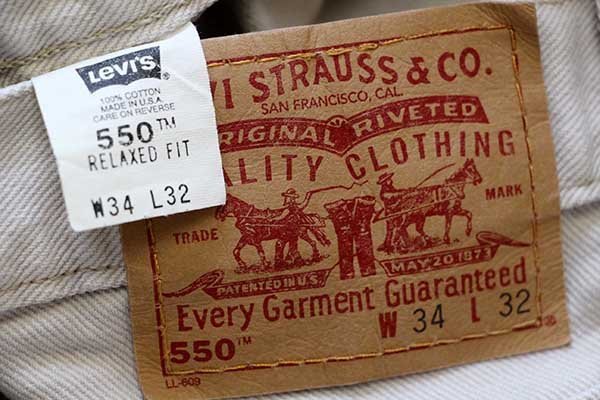 Levi's
100% COTTON
MADE IN U.S.A.
CARE ON REVERSE
550™
RELAXED FIT
W34 L32
VI STRAUSS & CO.
SAN FRANCISCO, CAL.
ORIGINAL RIVETED
ALITY CLOTHING
TRADE MARK
PATENTED IN U.S.
MAY 20 1873
Every Garment Guaranteed
W 34 L 32
550™
LL-609